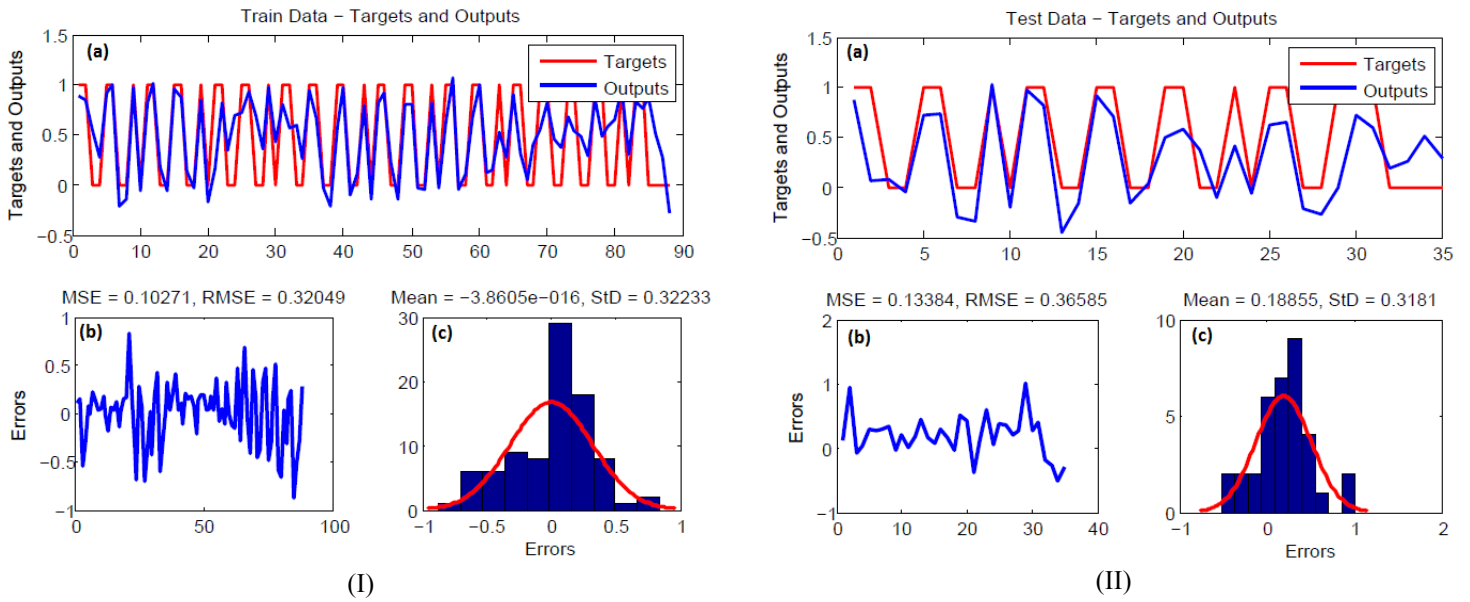 Train Data − Targets and Outputs
(a)
Targets
Outputs
Targets and Outputs
1.5
1
0.5
0
−0.5
0 10 20 30 40 50 60 70 80 90
MSE = 0.10271, RMSE = 0.32049
(b)
Errors
1
0.5
0
−0.5
−1
0 50 100
Mean = −3.8605e−016, StD = 0.32233
(c)
30
20
10
0
−1 −0.5 0 0.5 1
Errors
(I)
Test Data − Targets and Outputs
(a)
Targets
Outputs
Targets and Outputs
1.5
1
0.5
0
−0.5
0 5 10 15 20 25 30 35
MSE = 0.13384, RMSE = 0.36585
(b)
Errors
2
1
0
−1
0 10 20 30 40
Mean = 0.18855, StD = 0.3181
(c)
10
5
0
−1 0 1 2
Errors
(II)